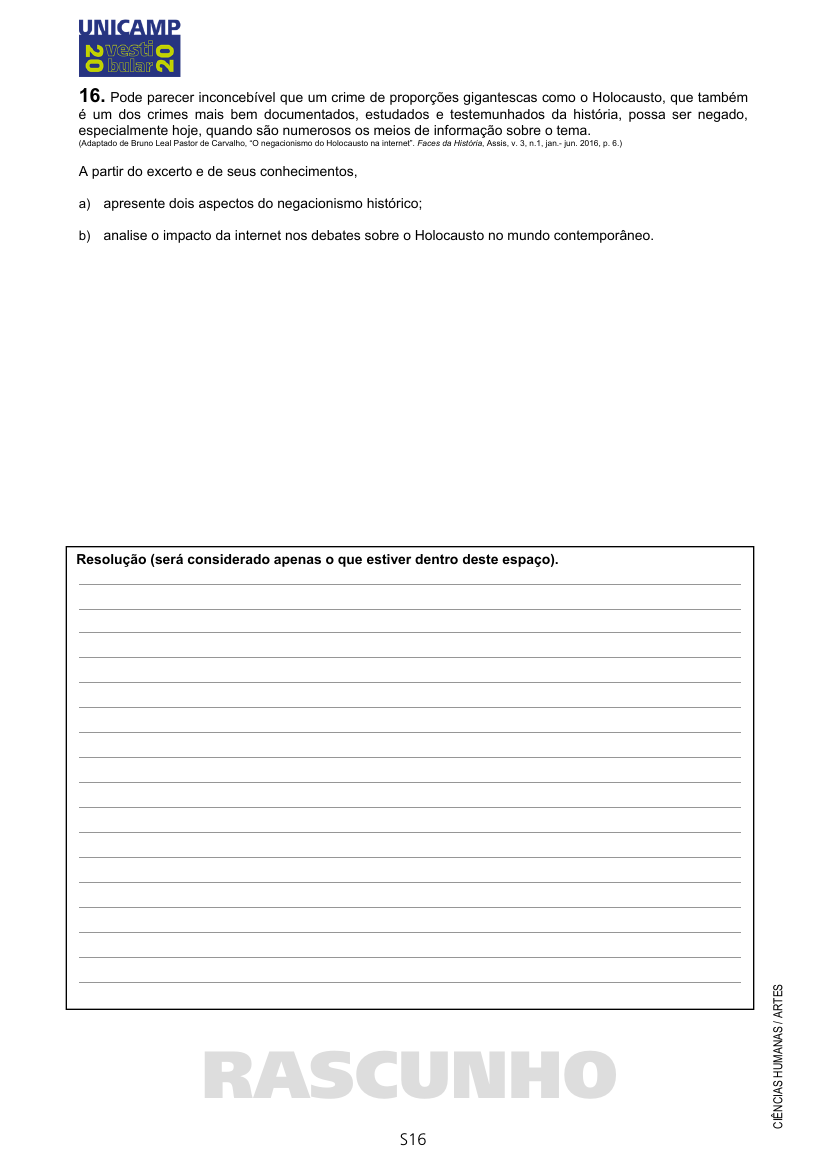 UNICAMP
20 vesti bular 20
16. Pode parecer inconcebível que um crime de proporções gigantescas como o Holocausto, que também
é um dos crimes mais bem documentados, estudados e testemunhados da história, possa ser negado,
especialmente hoje, quando são numerosos os meios de informação sobre o tema.
(Adaptado de Bruno Leal Pastor de Carvalho, "O negacionismo do Holocausto na internet". Faces da História, Assis, v. 3, n.1, jan.- jun. 2016, p. 6.)
A partir do excerto e de seus conhecimentos,
a) apresente dois aspectos do negacionismo histórico;
b) analise o impacto da internet nos debates sobre o Holocausto no mundo contemporâneo.
Resolução (será considerado apenas o que estiver dentro deste espaço).
CIÊNCIAS HUMANAS / ARTES
RASCUNHO
S16